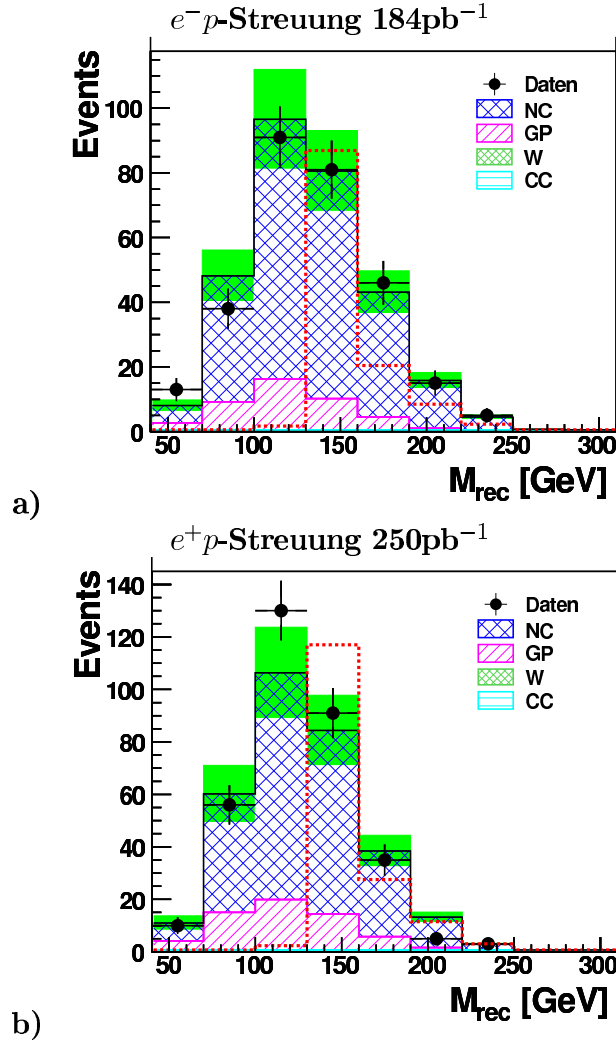 e⁻p-Streuung 184pb⁻¹
Events
100
80
60
40
20
0
Daten
NC
GP
W
CC
50 100 150 200 250 300
M_rec [GeV]
a)
e⁺p-Streuung 250pb⁻¹
Events
140
120
100
80
60
40
20
0
Daten
NC
GP
W
CC
50 100 150 200 250 300
M_rec [GeV]
b)